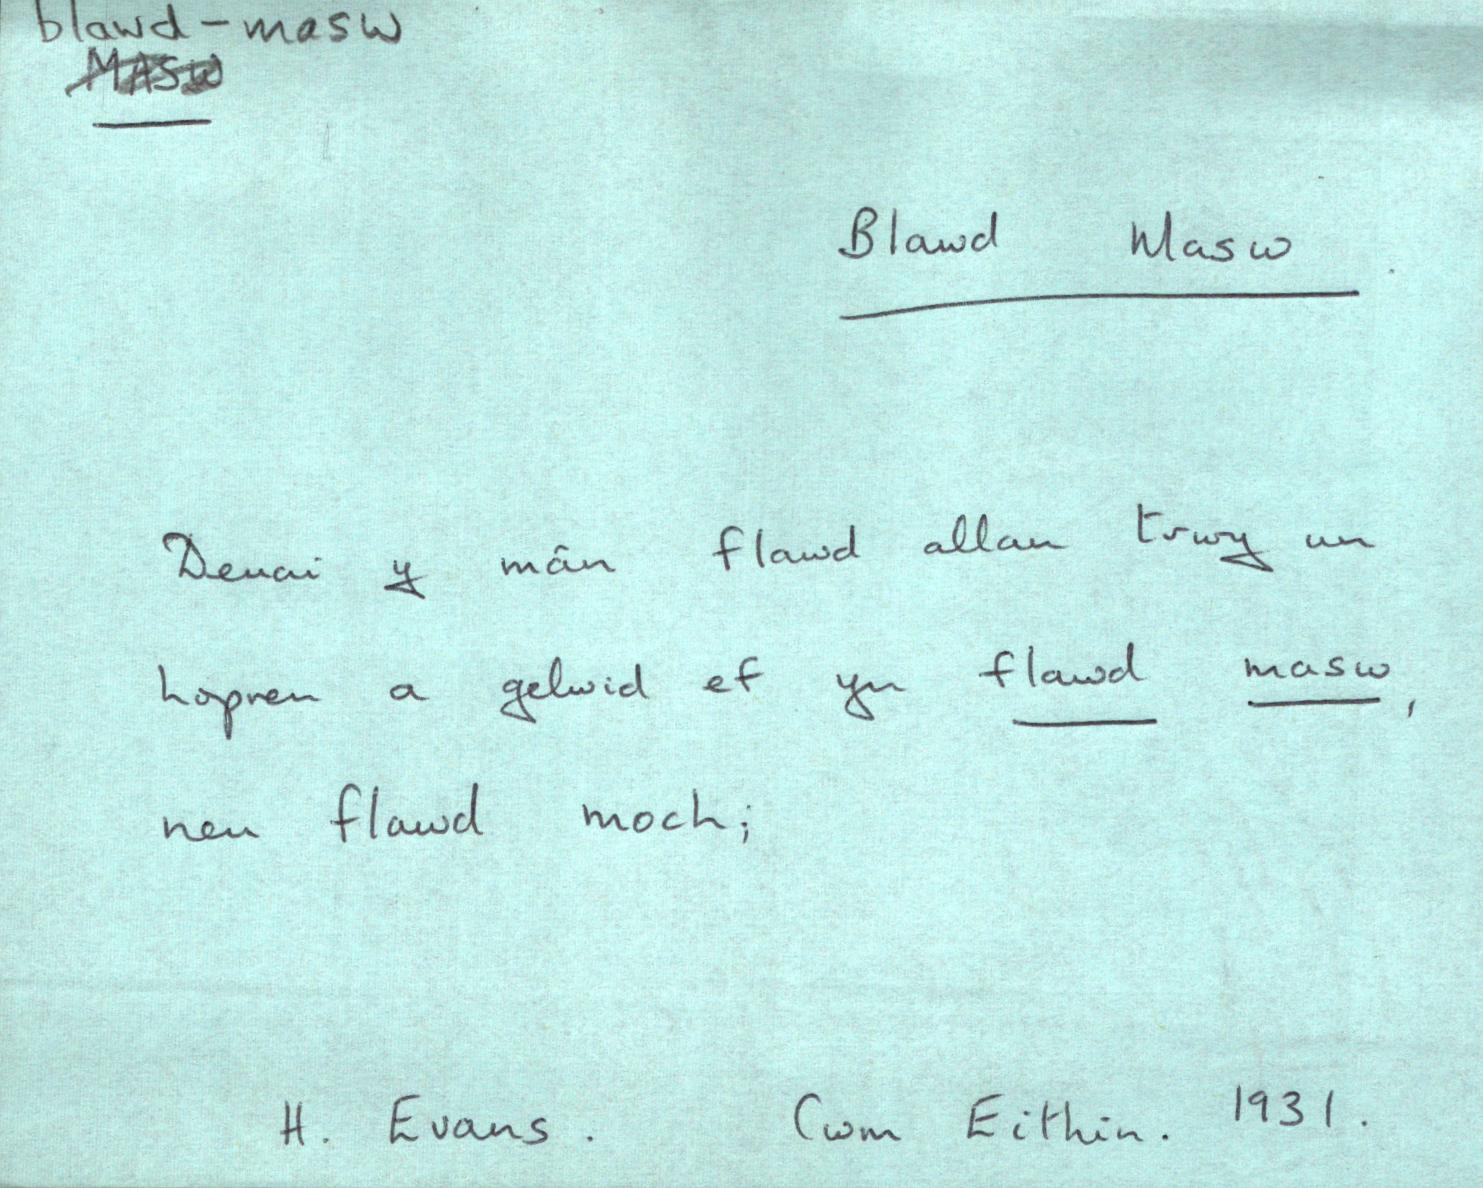 blawd-masw
MASW
Blawd Masw
Deuai y mân flawd allan trwy un
hopren a gelwid ef yn flawd masw,
neu flawd moch;
H. Evans. Cwm Eithin. 1931.